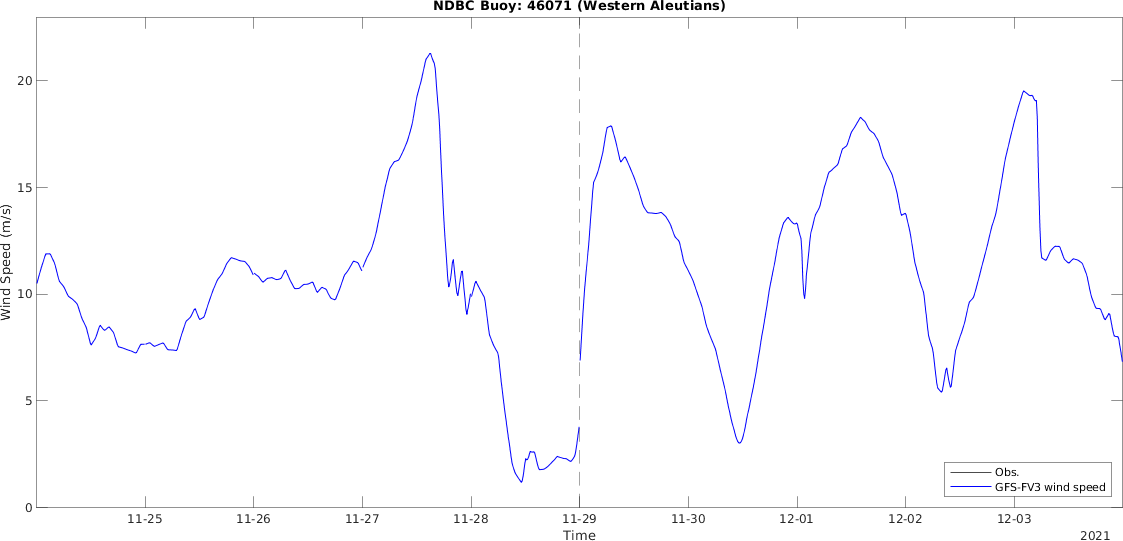 NDBC Buoy: 46071 (Western Aleutians)
Wind Speed (m/s)
20
15
10
5
0
11-25 11-26 11-27 11-28 11-29 11-30 12-01 12-02 12-03
Time
2021
Obs.
GFS-FV3 wind speed